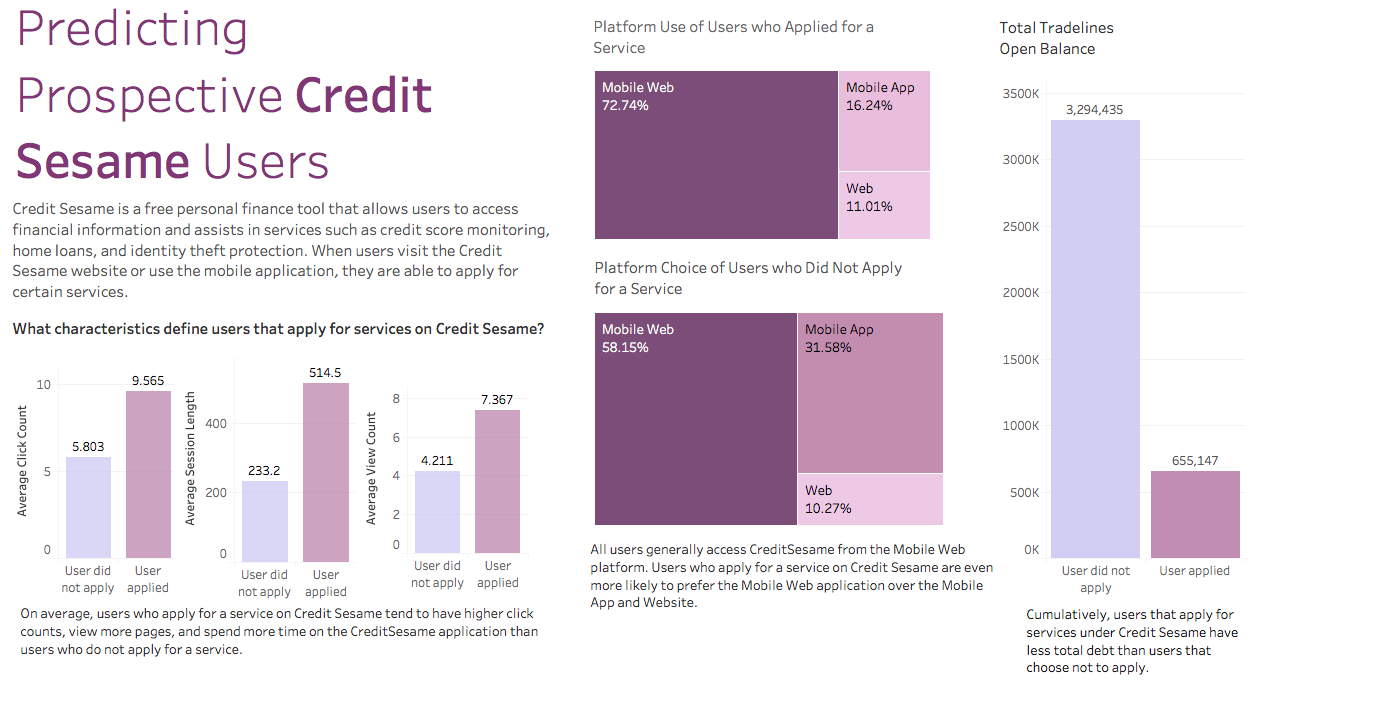 Predicting
Prospective Credit
Sesame Users
Credit Sesame is a free personal finance tool that allows users to access
financial information and assists in services such as credit score monitoring,
home loans, and identity theft protection. When users visit the Credit
Sesame website or use the mobile application, they are able to apply for
certain services.
What characteristics define users that apply for services on Credit Sesame?
Average Click Count
10
5
0
5.803
9.565
User did
not apply
User
applied
Average Session Length
400
200
0
233.2
514.5
User did
not apply
User
applied
Average View Count
8
6
4
2
0
4.211
7.367
User did
not apply
User
applied
On average, users who apply for a service on Credit Sesame tend to have higher click
counts, view more pages, and spend more time on the CreditSesame application than
users who do not apply for a service.
Platform Use of Users who Applied for a
Service
Mobile Web
72.74%
Mobile App
16.24%
Web
11.01%
Platform Choice of Users who Did Not Apply
for a Service
Mobile Web
58.15%
Mobile App
31.58%
Web
10.27%
All users generally access CreditSesame from the Mobile Web
platform. Users who apply for a service on Credit Sesame are even
more likely to prefer the Mobile Web application over the Mobile
App and Website.
Total Tradelines
Open Balance
3500K
3000K
2500K
2000K
1500K
1000K
500K
0K
3,294,435
655,147
User did not
apply
User applied
Cumulatively, users that apply for
services under Credit Sesame have
less total debt than users that
choose not to apply.